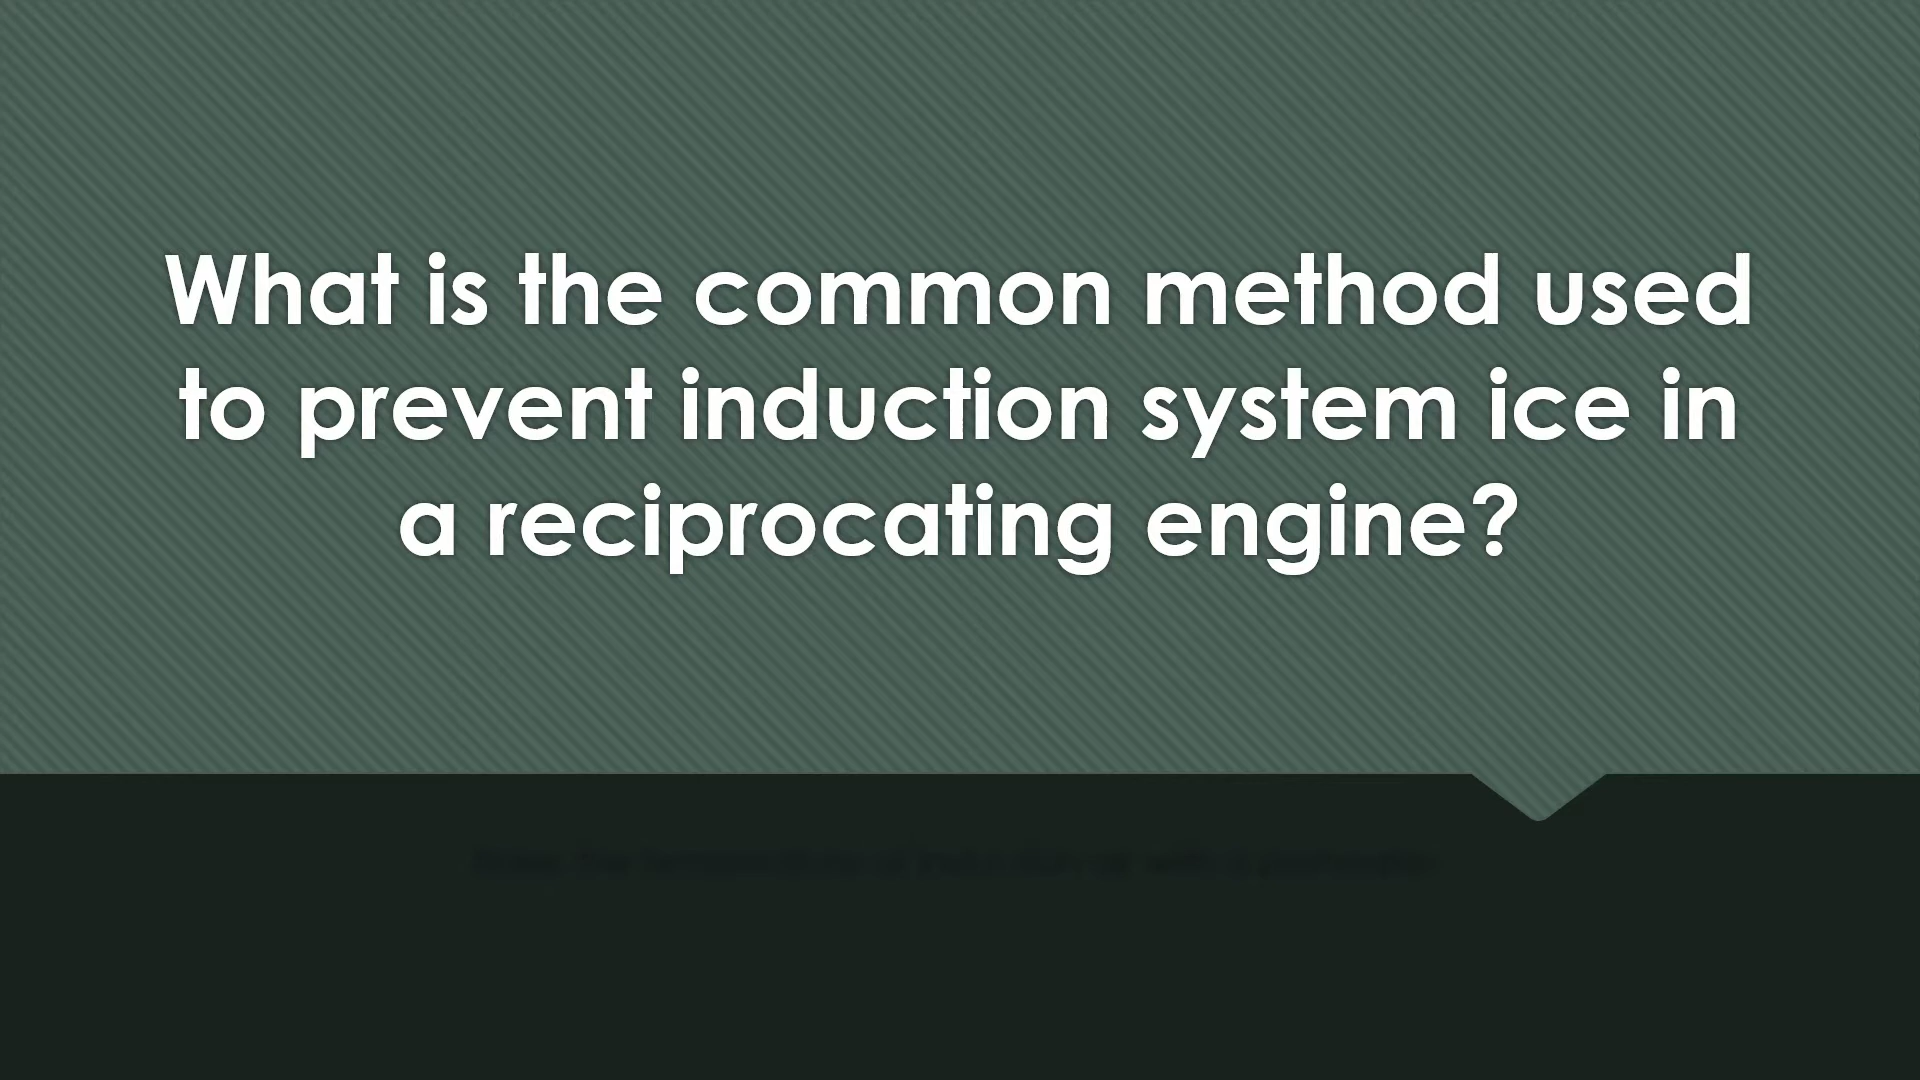 What is the common method used
to prevent induction system ice in
a reciprocating engine?